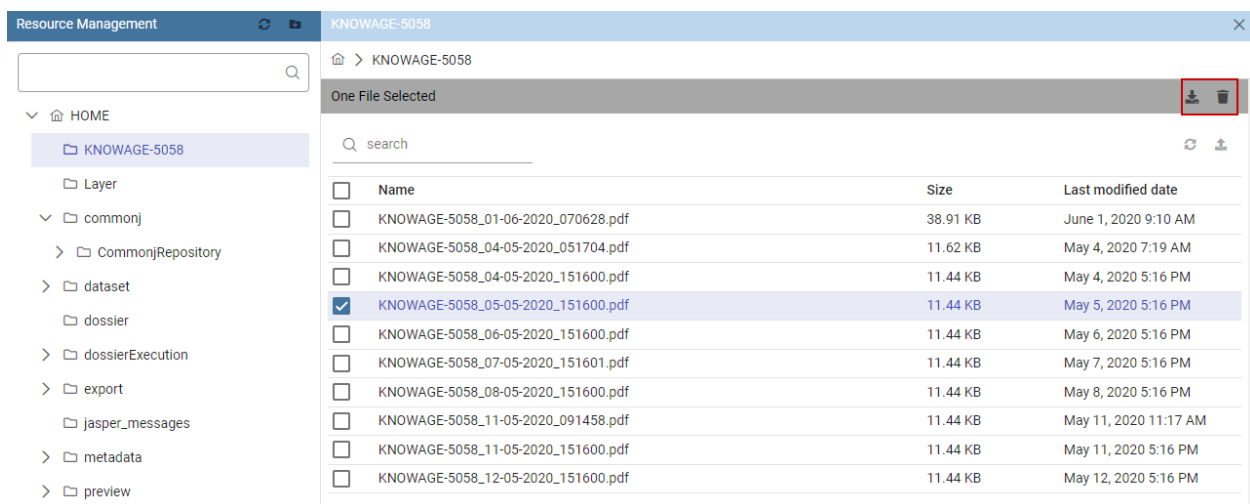 Resource Management
KNOWAGE-5058
KNOWAGE-5058
One File Selected
HOME
KNOWAGE-5058
Layer
commonj
CommonjRepository
dataset
dossier
dossierExecution
export
jasper_messages
metadata
preview
search
Name Size Last modified date
KNOWAGE-5058_01-06-2020_070628.pdf 38.91 KB June 1, 2020 9:10 AM
KNOWAGE-5058_04-05-2020_051704.pdf 11.62 KB May 4, 2020 7:19 AM
KNOWAGE-5058_04-05-2020_151600.pdf 11.44 KB May 4, 2020 5:16 PM
KNOWAGE-5058_05-05-2020_151600.pdf 11.44 KB May 5, 2020 5:16 PM
KNOWAGE-5058_06-05-2020_151600.pdf 11.44 KB May 6, 2020 5:16 PM
KNOWAGE-5058_07-05-2020_151601.pdf 11.44 KB May 7, 2020 5:16 PM
KNOWAGE-5058_08-05-2020_151600.pdf 11.44 KB May 8, 2020 5:16 PM
KNOWAGE-5058_11-05-2020_091458.pdf 11.44 KB May 11, 2020 11:17 AM
KNOWAGE-5058_11-05-2020_151600.pdf 11.44 KB May 11, 2020 5:16 PM
KNOWAGE-5058_12-05-2020_151600.pdf 11.44 KB May 12, 2020 5:16 PM